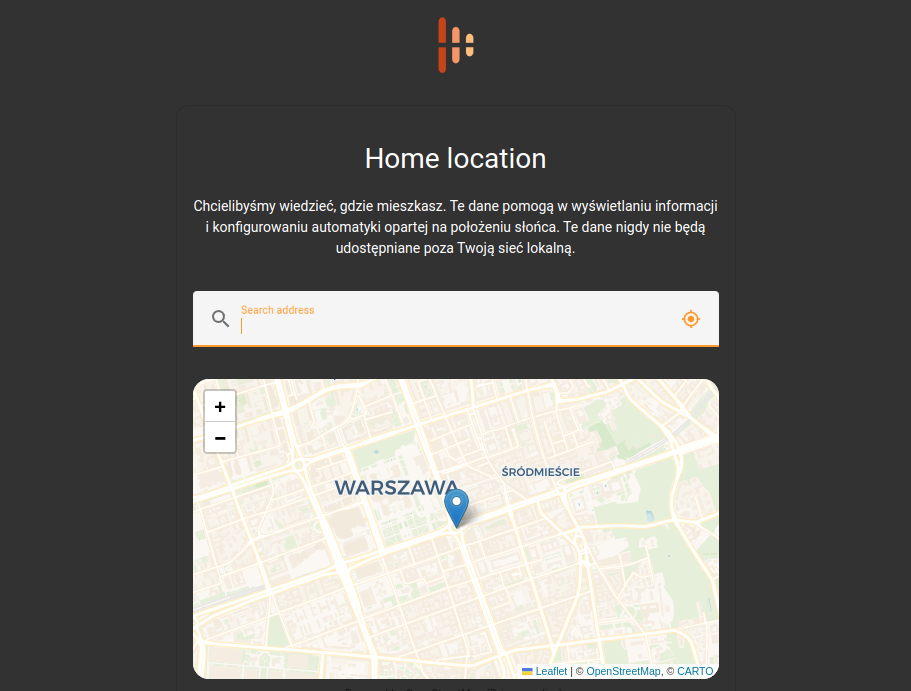 Home location
Chcielibyśmy wiedzieć, gdzie mieszkasz. Te dane pomogą w wyświetlaniu informacji
i konfigurowaniu automatyki opartej na położeniu słońca. Te dane nigdy nie będą
udostępniane poza Twoją sieć lokalną.
Search address
+
−
ŚRÓDMIEŚCIE
WARSZAWA
Leaflet | © OpenStreetMap, © CARTO